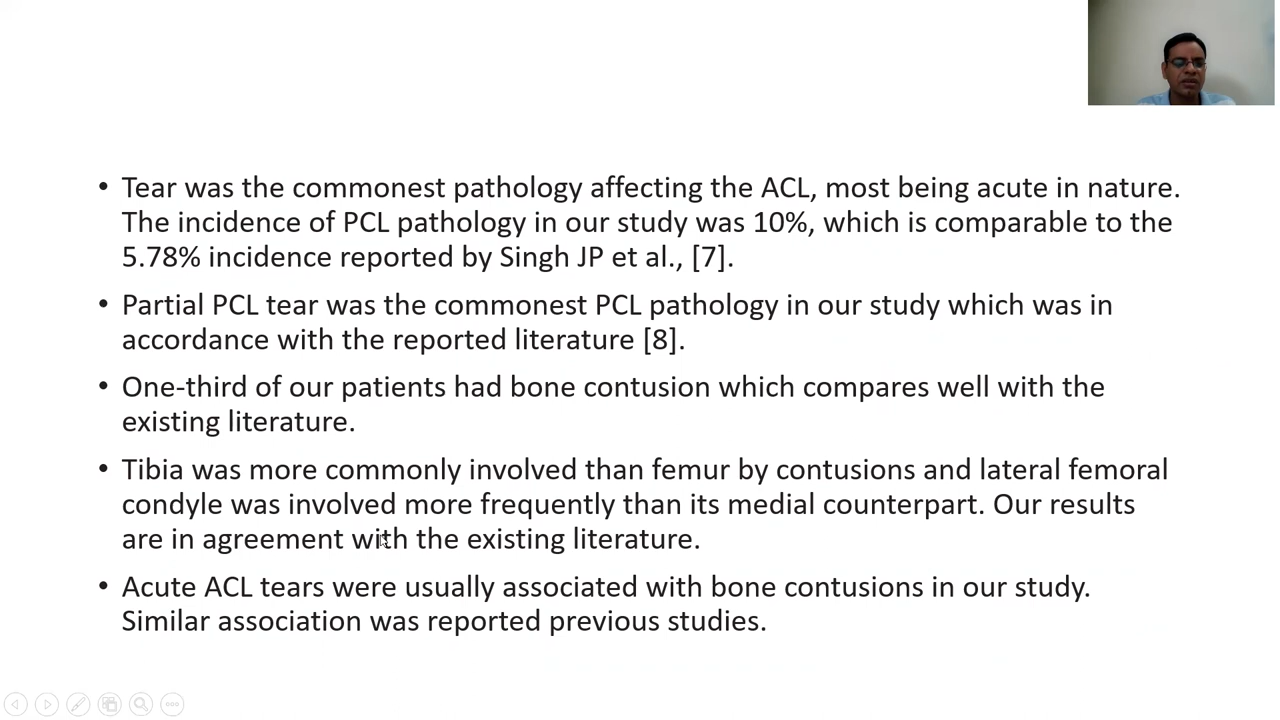 • Tear was the commonest pathology affecting the ACL, most being acute in nature.
The incidence of PCL pathology in our study was 10%, which is comparable to the
5.78% incidence reported by Singh JP et al., [7].
• Partial PCL tear was the commonest PCL pathology in our study which was in
accordance with the reported literature [8].
• One-third of our patients had bone contusion which compares well with the
existing literature.
• Tibia was more commonly involved than femur by contusions and lateral femoral
condyle was involved more frequently than its medial counterpart. Our results
are in agreement with the existing literature.
• Acute ACL tears were usually associated with bone contusions in our study.
Similar association was reported previous studies.